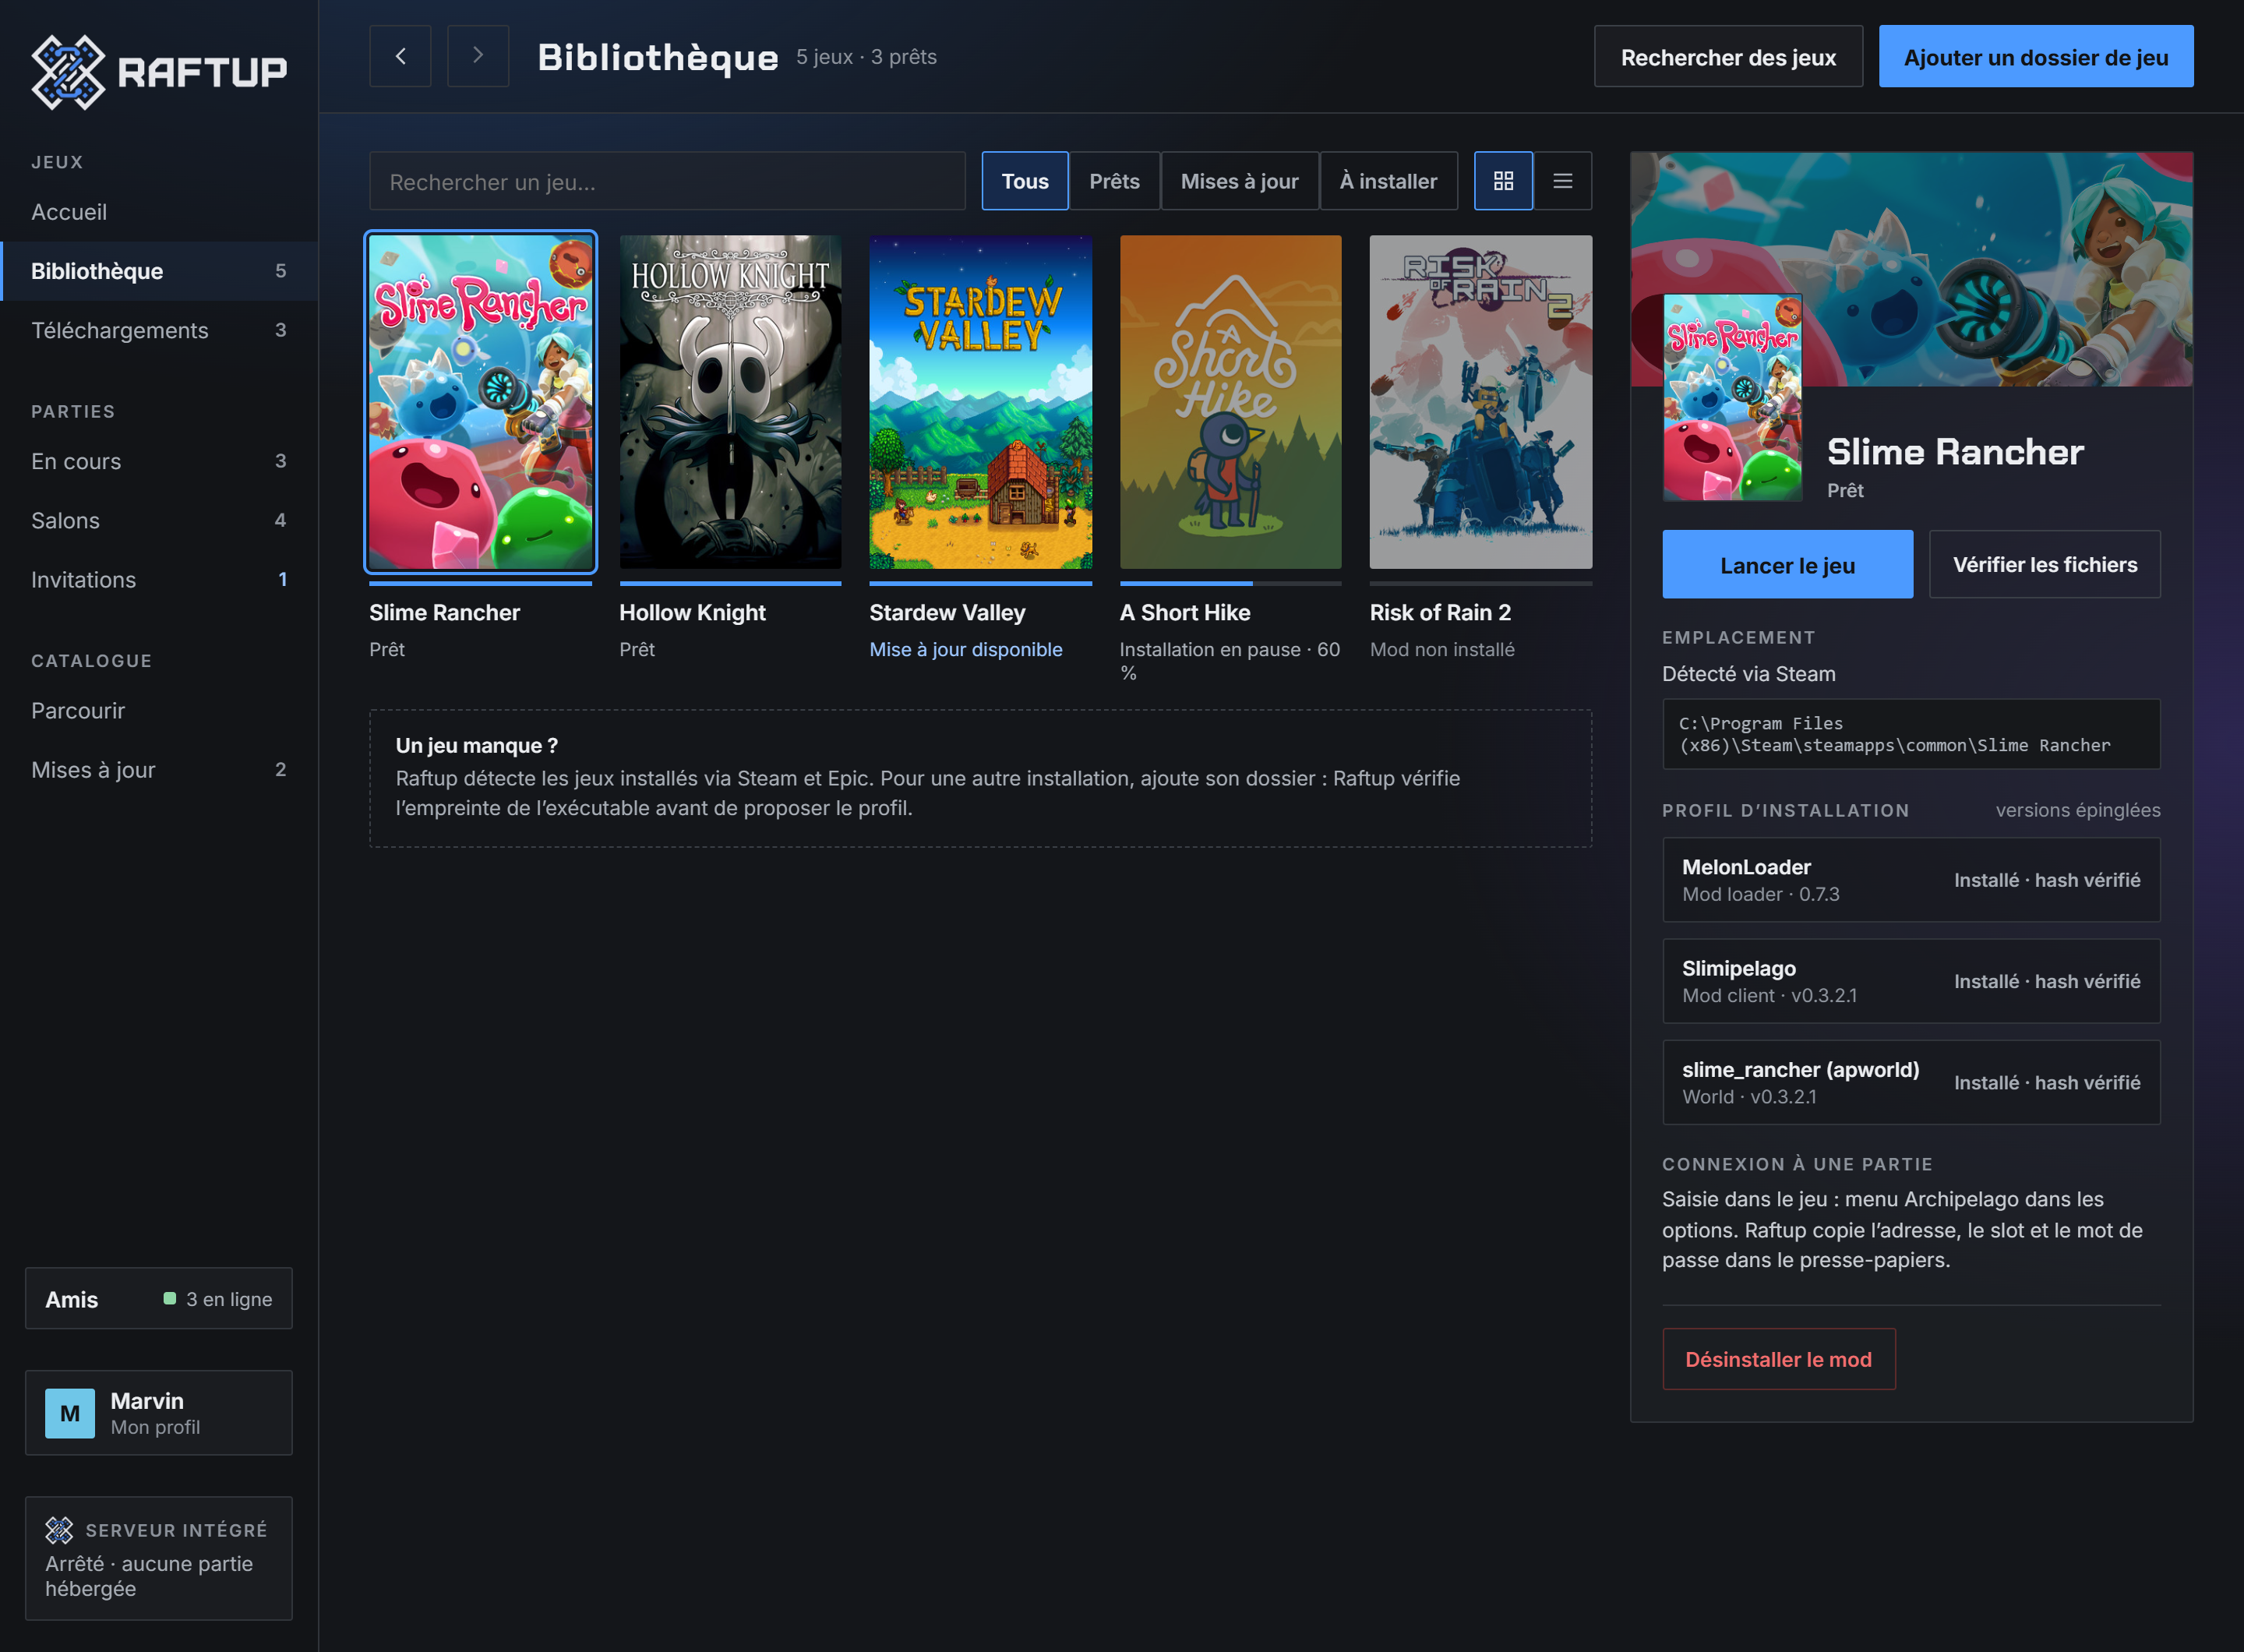 RAFTUP
JEUX
Accueil
Bibliothèque 5
Téléchargements 3
PARTIES
En cours 3
Salons 4
Invitations 1
CATALOGUE
Parcourir
Mises à jour 2
Amis 3 en ligne
M Marvin
Mon profil
SERVEUR INTÉGRÉ
Arrêté · aucune partie
hébergée
Bibliothèque 5 jeux · 3 prêts
Rechercher des jeux
Ajouter un dossier de jeu
Rechercher un jeu...
Tous Prêts Mises à jour À installer
Slime Rancher
HOLLOW KNIGHT
STARDEW
VALLEY
A
Short
Hike
RISK
OF RAIN
2
Slime Rancher
Prêt
Hollow Knight
Prêt
Stardew Valley
Mise à jour disponible
A Short Hike
Installation en pause · 60
%
Risk of Rain 2
Mod non installé
Un jeu manque ?
Raftup détecte les jeux installés via Steam et Epic. Pour une autre installation, ajoute son dossier : Raftup vérifie
l’empreinte de l’exécutable avant de proposer le profil.
Slime Rancher
Slime Rancher
Prêt
Lancer le jeu
Vérifier les fichiers
EMPLACEMENT
Détecté via Steam
C:\Program Files
(x86)\Steam\steamapps\common\Slime Rancher
PROFIL D’INSTALLATION versions épinglées
MelonLoader
Mod loader · 0.7.3
Installé · hash vérifié
Slimipelago
Mod client · v0.3.2.1
Installé · hash vérifié
slime_rancher (apworld)
World · v0.3.2.1
Installé · hash vérifié
CONNEXION À UNE PARTIE
Saisie dans le jeu : menu Archipelago dans les
options. Raftup copie l’adresse, le slot et le mot de
passe dans le presse-papiers.
Désinstaller le mod